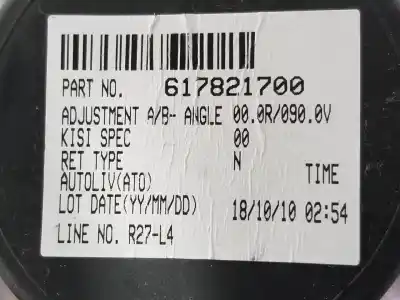 PART NO. 617821700
ADJUSTMENT A/B- ANGLE 00.0R/090.0V
KISI SPEC 00
RET TYPE N
AUTOLIV(ATO) TIME
LOT DATE(YY/MM/DD) 18/10/10 02:54
LINE NO. R27-L4